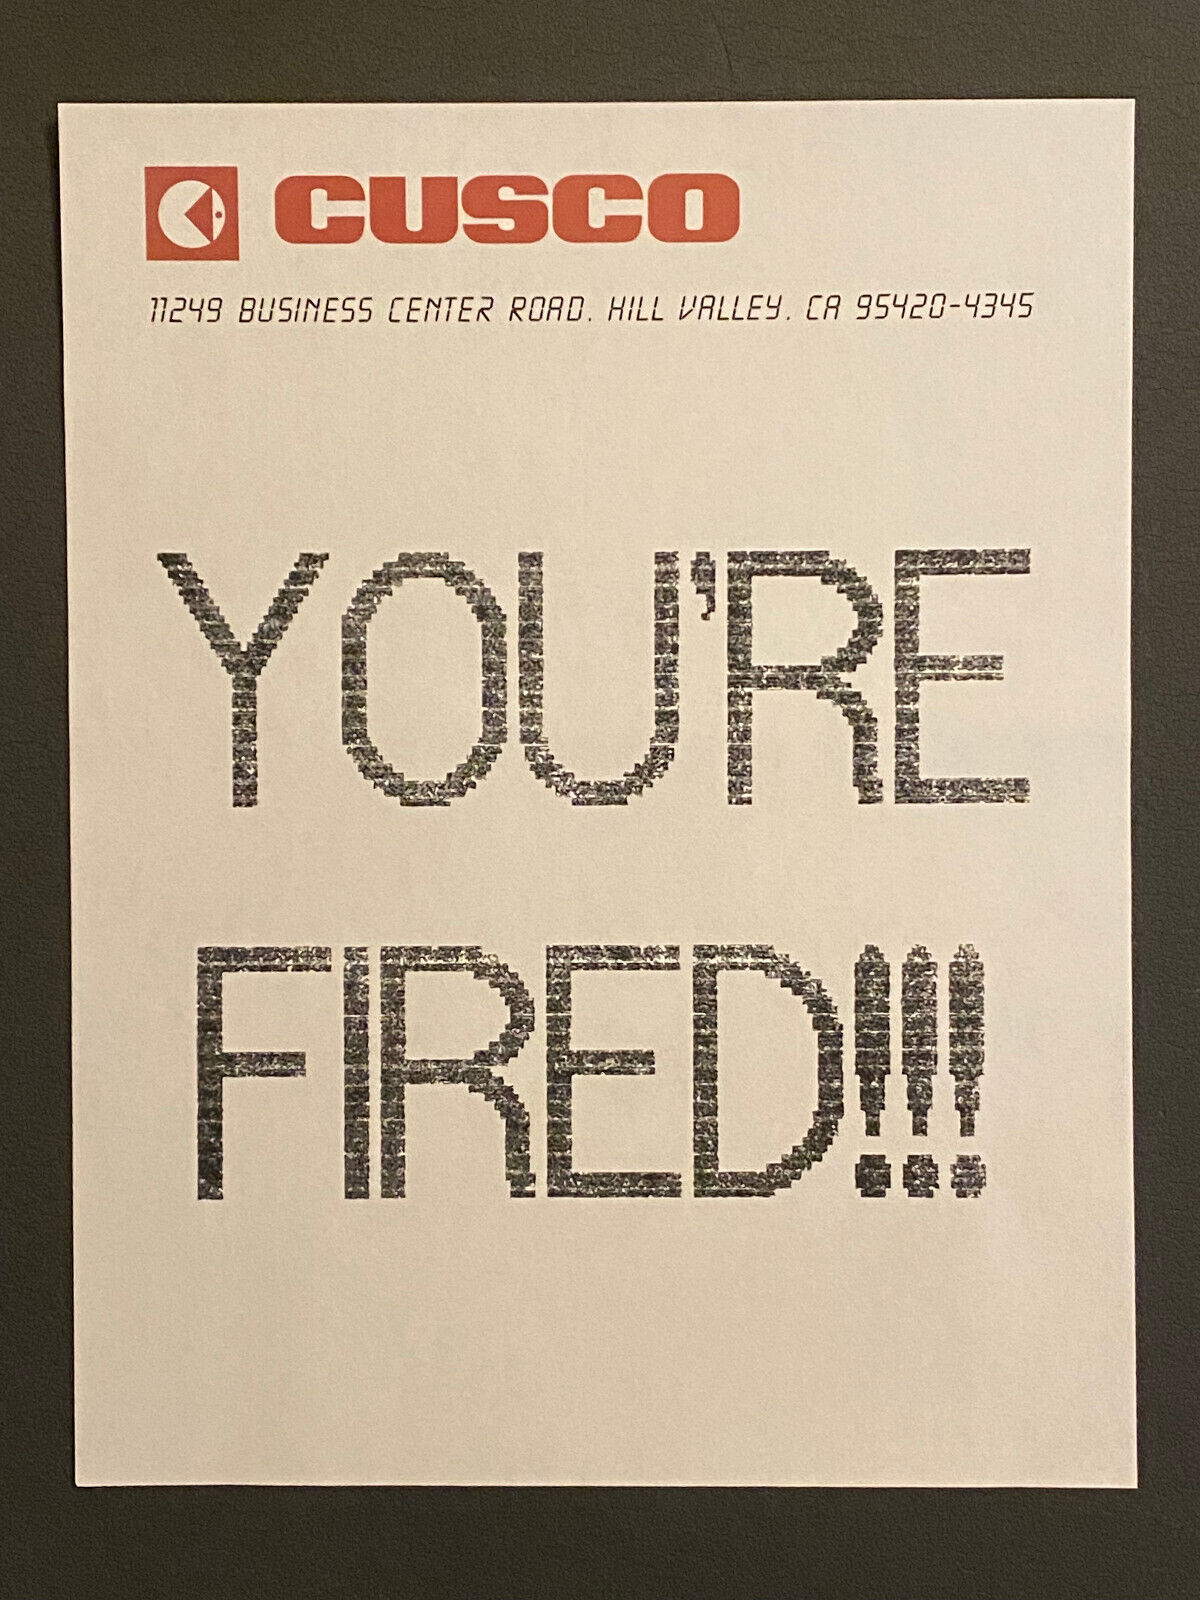 CUSCO
11249 BUSINESS CENTER ROAD. HILL VALLEY. CA 95420-4345
YOU'RE
FIRED!!!